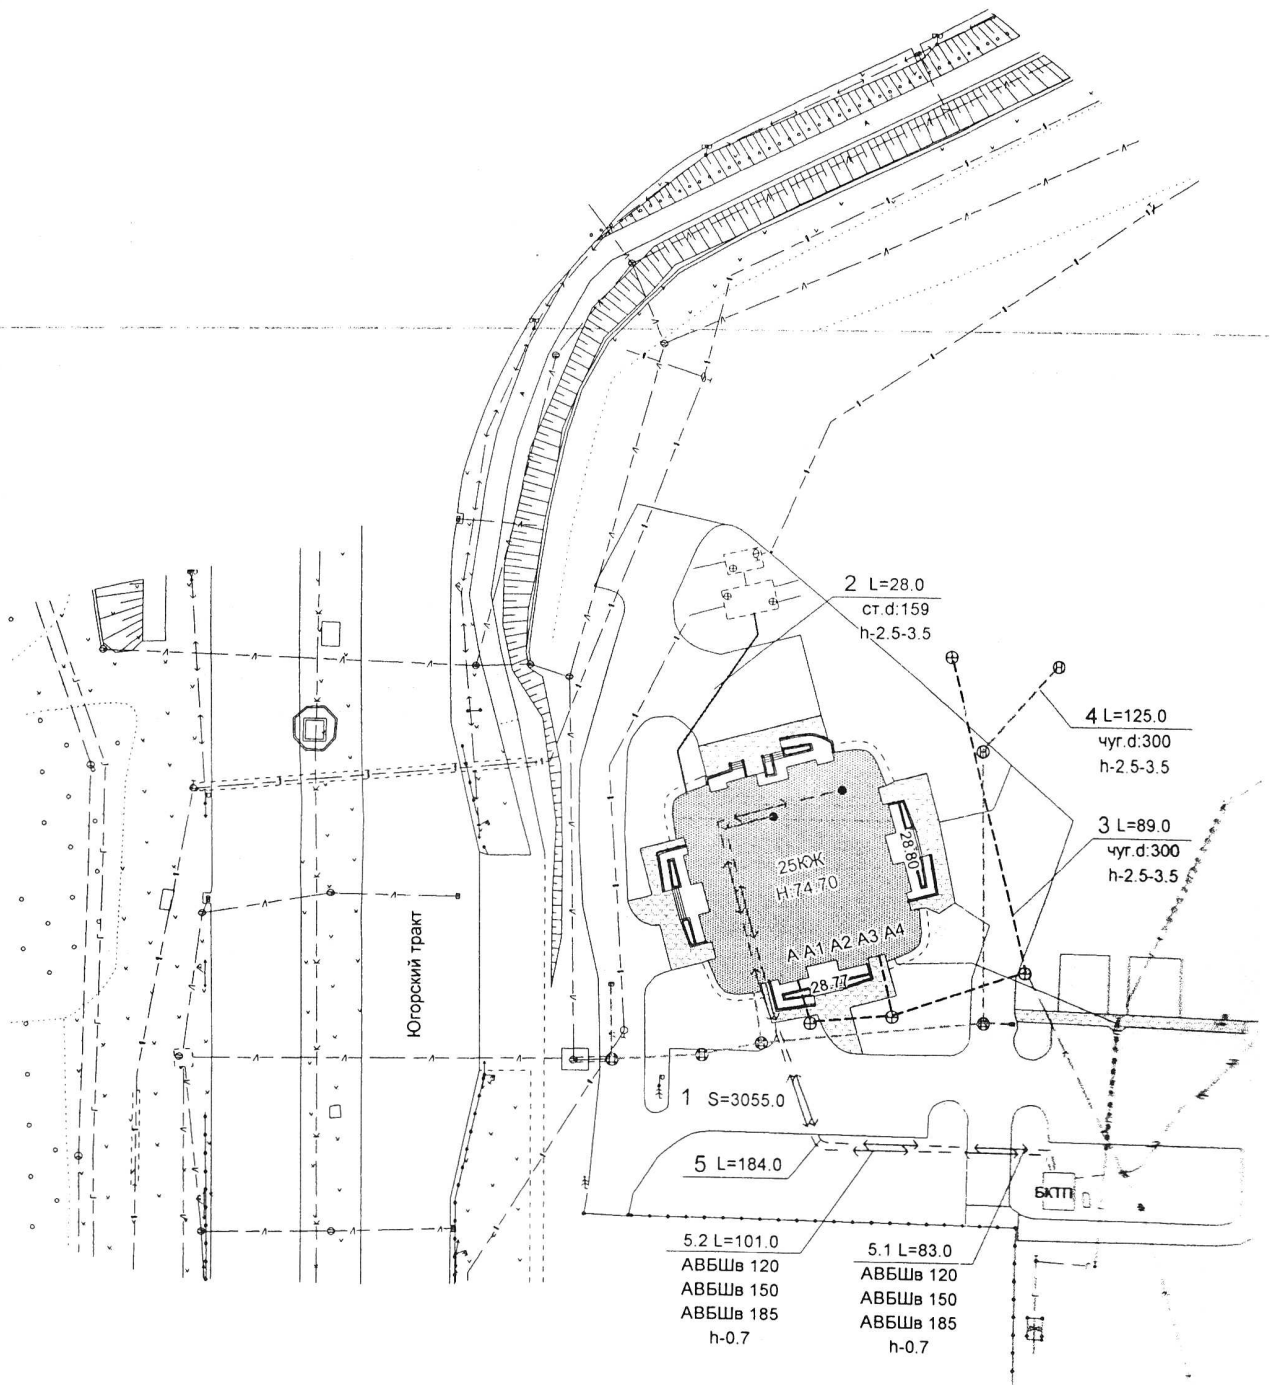 2 L=28.0
ст.d:159
h-2.5-3.5
4 L=125.0
чуг.d:300
h-2.5-3.5
3 L=89.0
чуг.d:300
h-2.5-3.5
25КЖ
Н:74.70
28.80
А А1 А2 А3 А4
28.77
Югорский тракт
1 S=3055.0
5 L=184.0
БКТП
5.2 L=101.0
АВБШв 120
АВБШв 150
АВБШв 185
h-0.7
5.1 L=83.0
АВБШв 120
АВБШв 150
АВБШв 185
h-0.7